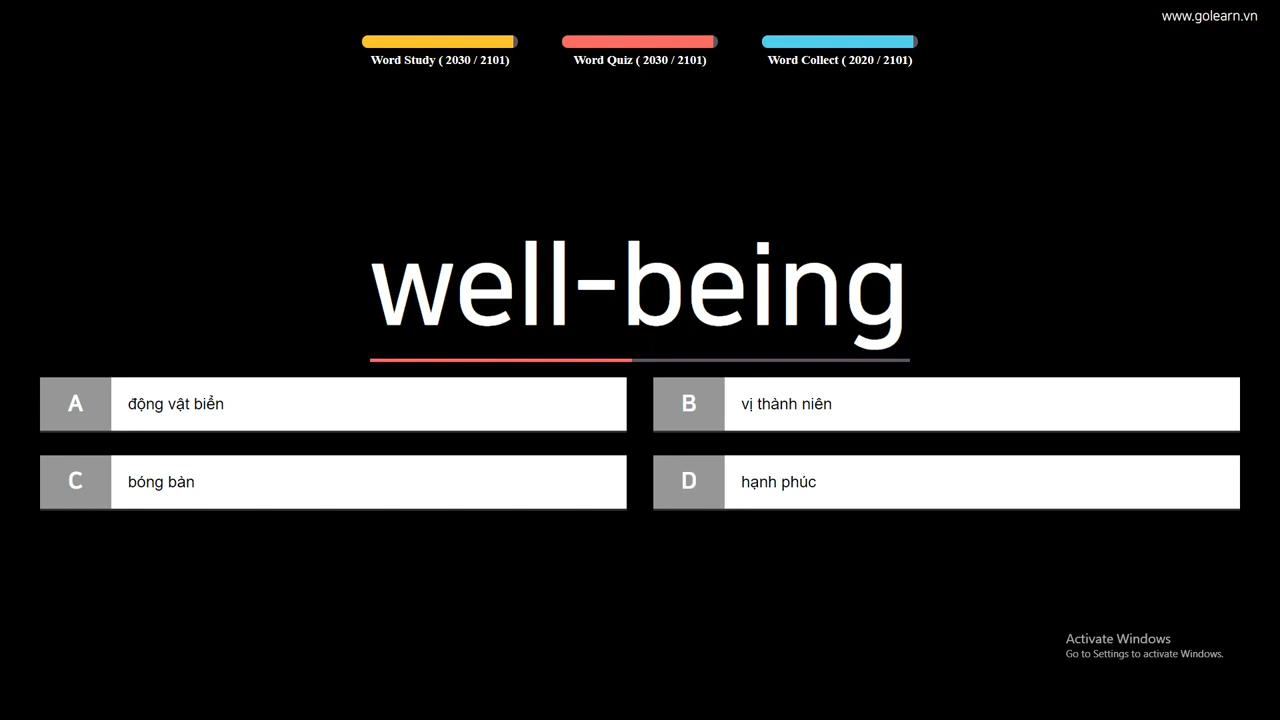 www.golearn.vn
Word Study ( 2030 / 2101)
Word Quiz ( 2030 / 2101)
Word Collect ( 2020 / 2101)
well-being
A
động vật biển
B
vị thành niên
C
bóng bàn
D
hạnh phúc
Activate Windows
Go to Settings to activate Windows.